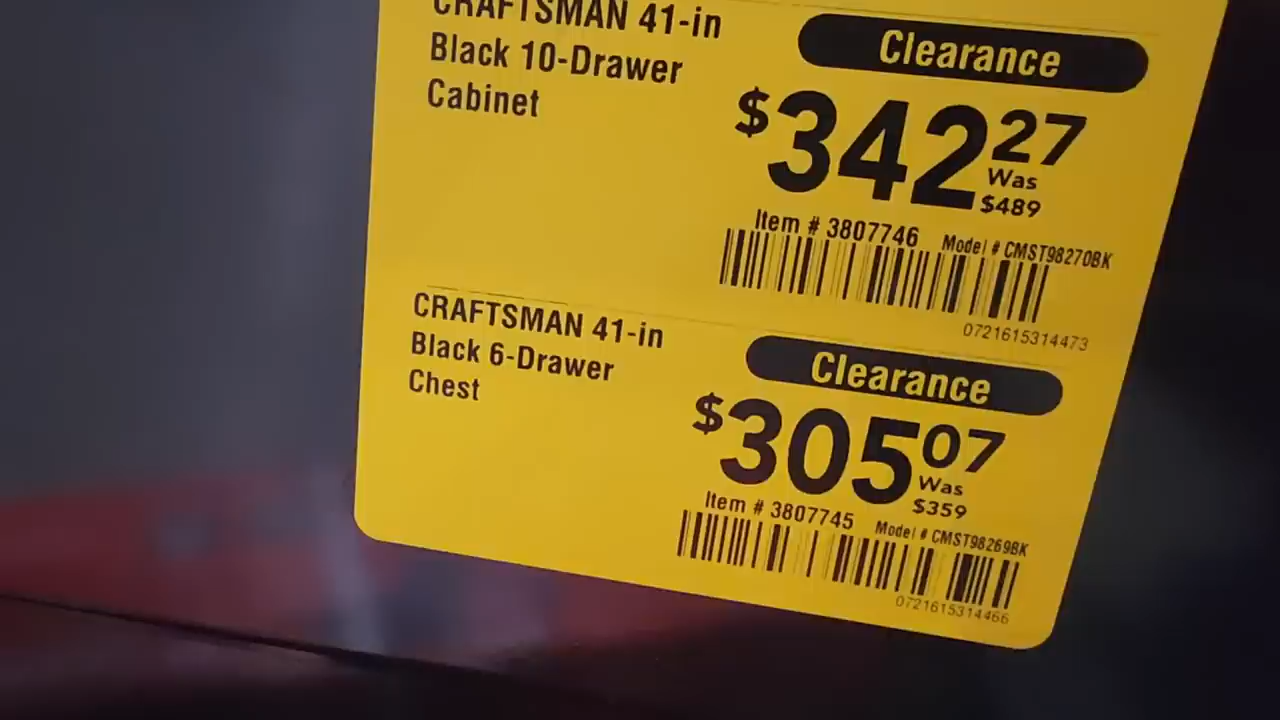 CRAFTSMAN 41-in
Black 10-Drawer
Cabinet
Clearance
$342 27
Was
$489
Item # 3807746 Model # CMST98270BK
0721615314473
CRAFTSMAN 41-in
Black 6-Drawer
Chest
Clearance
$305 07
Was
$359
Item # 3807745 Model # CMST98269BK
0721615314466